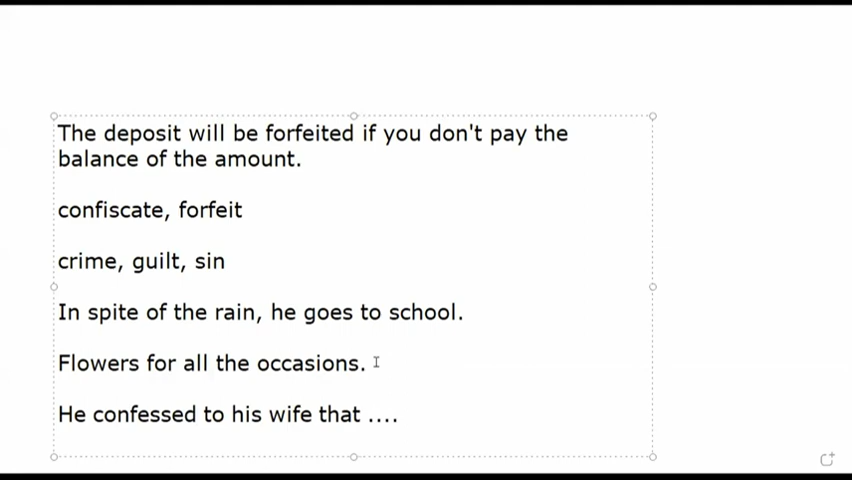 The deposit will be forfeited if you don't pay the
balance of the amount.
confiscate, forfeit
crime, guilt, sin
In spite of the rain, he goes to school.
Flowers for all the occasions.
He confessed to his wife that ....